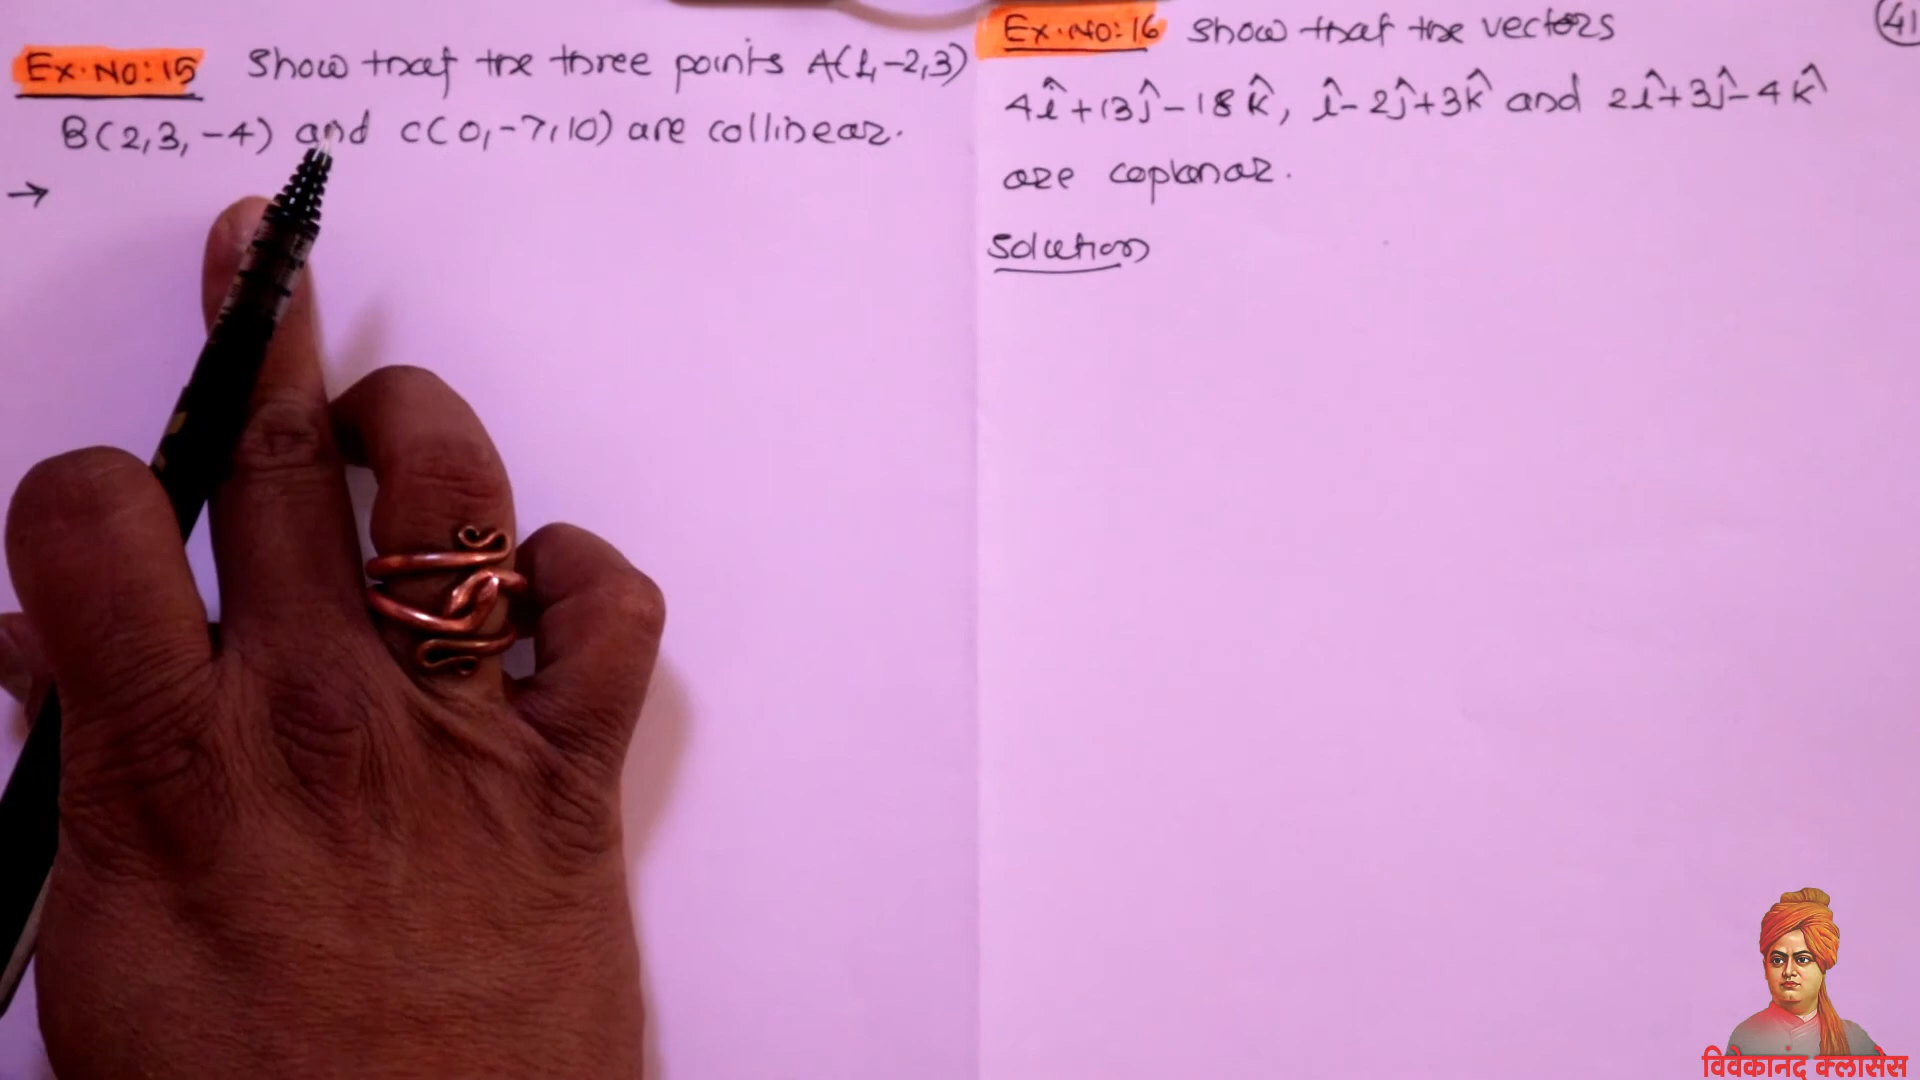 Ex.No:15 Show that the three points A(1,-2,3)
B(2,3,-4) and C(0,-7,10) are collinear.
→
Ex.No:16 Show that the vectors
4î+13ĵ-18k̂, î-2ĵ+3k̂ and 2î+3ĵ-4k̂
are coplanar.
Solution
41
विवेकानंद क्लासेस